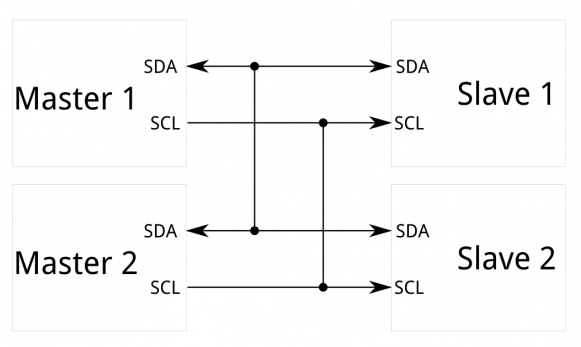 SDA
SDA
Master 1
Slave 1
SCL
SCL
SDA
SDA
Master 2
Slave 2
SCL
SCL